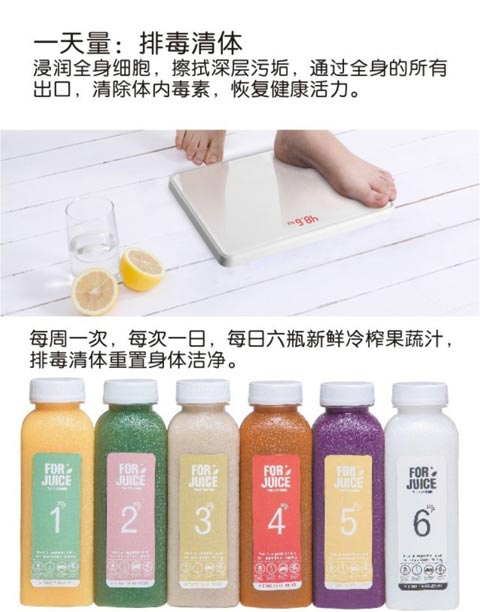 一天量：排毒清体
浸润全身细胞，擦拭深层污垢，通过全身的所有
出口，清除体内毒素，恢复健康活力。
48.6
每周一次，每次一日，每日六瓶新鲜冷榨果蔬汁，
排毒清体重置身体洁净。
FOR
JUICE
1
FOR
JUICE
2
FOR
JUICE
3
FOR
JUICE
4
FOR
JUICE
5
FOR
JUICE
6